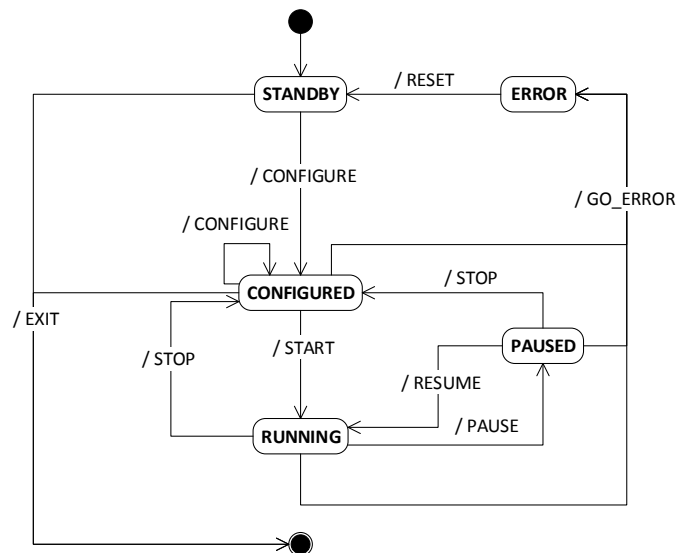 STANDBY
/ RESET
ERROR
/ CONFIGURE
/ GO_ERROR
/ CONFIGURE
/ STOP
CONFIGURED
/ EXIT
/ START
/ STOP
PAUSED
/ RESUME
/ PAUSE
RUNNING